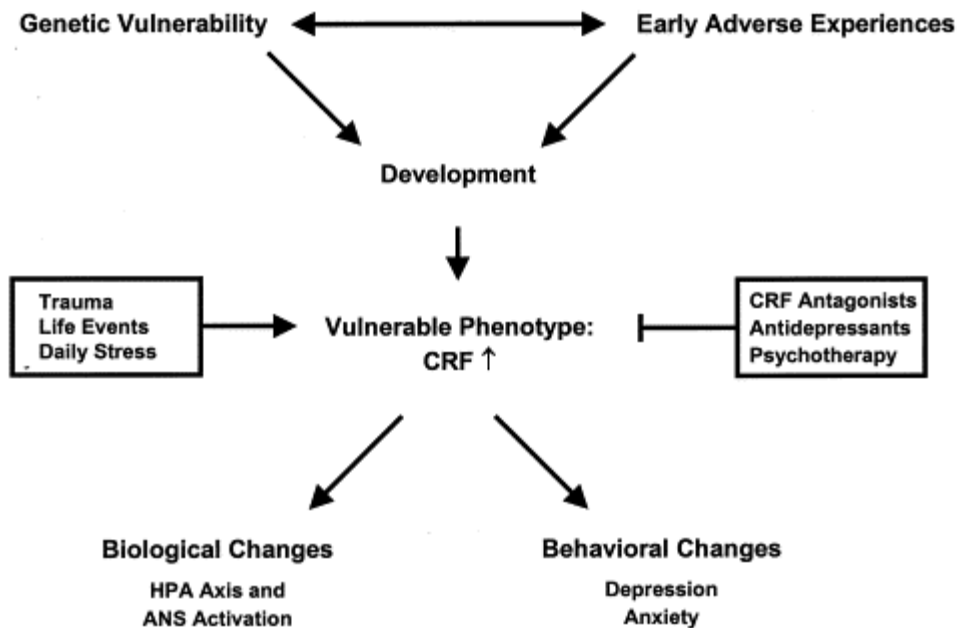 Genetic Vulnerability
Early Adverse Experiences
Development
Trauma
Life Events
Daily Stress
Vulnerable Phenotype:
CRF ↑
CRF Antagonists
Antidepressants
Psychotherapy
Biological Changes
HPA Axis and
ANS Activation
Behavioral Changes
Depression
Anxiety